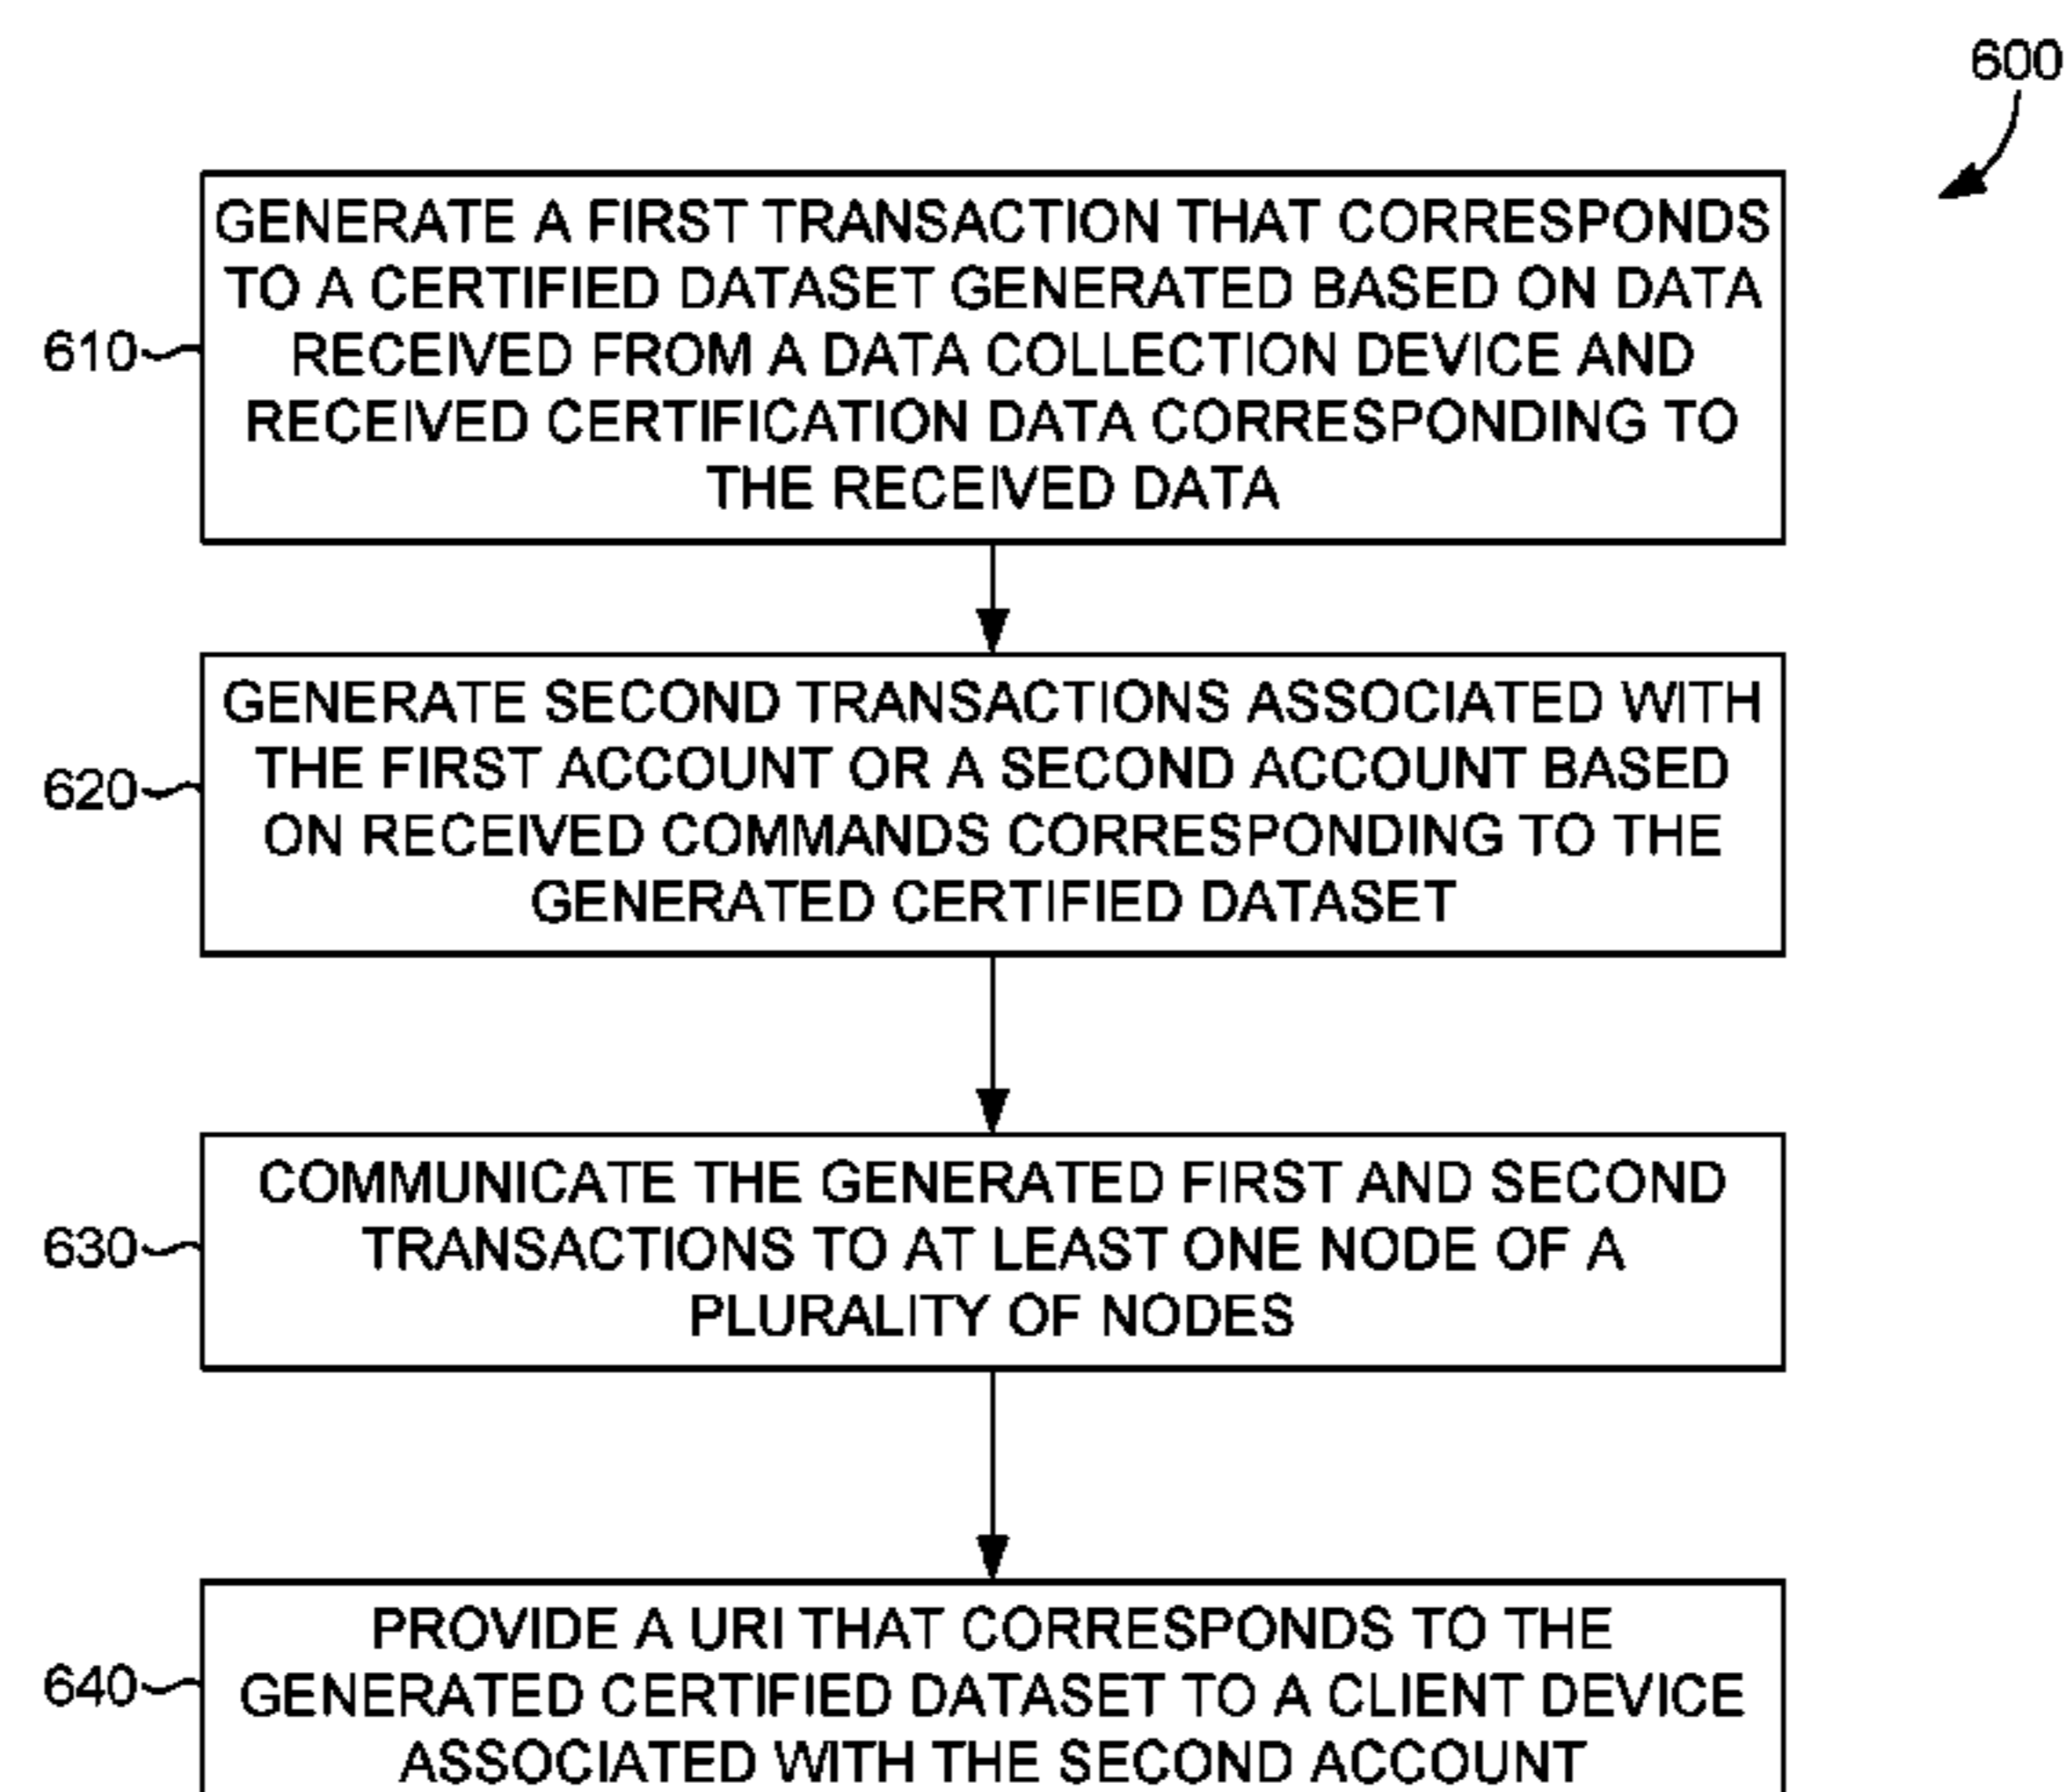 600
GENERATE A FIRST TRANSACTION THAT CORRESPONDS
TO A CERTIFIED DATASET GENERATED BASED ON DATA
RECEIVED FROM A DATA COLLECTION DEVICE AND
RECEIVED CERTIFICATION DATA CORRESPONDING TO
THE RECEIVED DATA
610
GENERATE SECOND TRANSACTIONS ASSOCIATED WITH
THE FIRST ACCOUNT OR A SECOND ACCOUNT BASED
ON RECEIVED COMMANDS CORRESPONDING TO THE
GENERATED CERTIFIED DATASET
620
COMMUNICATE THE GENERATED FIRST AND SECOND
TRANSACTIONS TO AT LEAST ONE NODE OF A
PLURALITY OF NODES
630
PROVIDE A URI THAT CORRESPONDS TO THE
GENERATED CERTIFIED DATASET TO A CLIENT DEVICE
ASSOCIATED WITH THE SECOND ACCOUNT
640